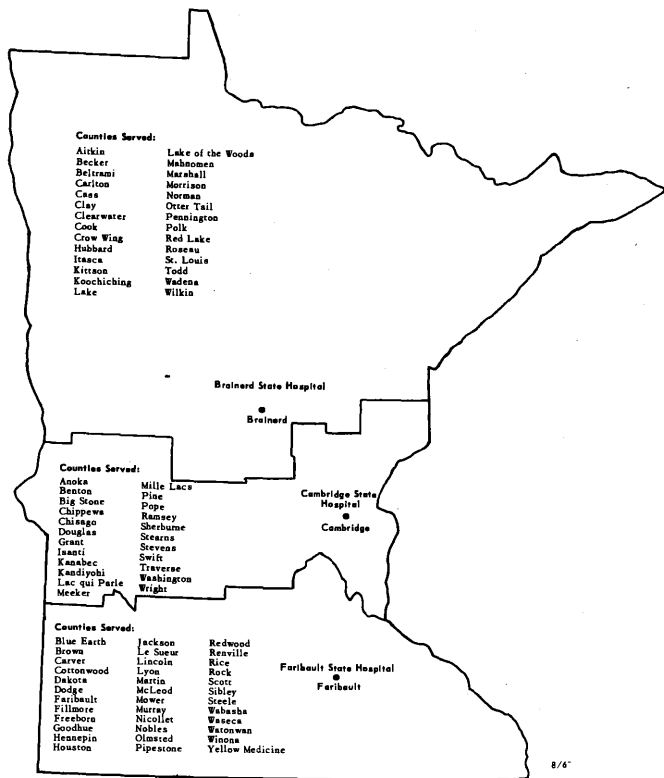 Counties Served:
Aitkin Lake of the Woods
Becker Mahnomen
Beltrami Marshall
Carlton Morrison
Cass Norman
Clay Otter Tail
Clearwater Pennington
Cook Polk
Crow Wing Red Lake
Hubbard Roseau
Itasca St. Louis
Kittson Todd
Koochiching Wadena
Lake Wilkin
Brainerd State Hospital
Brainerd
Counties Served:
Anoka Mille Lacs
Benton Pine
Big Stone Pope
Chippewa Ramsey
Chisago Sherburne
Douglas Stearns
Grant Stevens
Isanti Swift
Kanabec Traverse
Kandiyohi Washington
Lac qui Parle Wright
Meeker
Cambridge State
Hospital
Cambridge
Counties Served:
Blue Earth Jackson Redwood
Brown Le Sueur Renville
Carver Lincoln Rice
Cottonwood Lyon Rock
Dakota Martin Scott
Dodge McLeod Sibley
Faribault Mower Steele
Fillmore Murray Wabasha
Freeborn Nicollet Waseca
Goodhue Nobles Watonwan
Hennepin Olmsted Winona
Houston Pipestone Yellow Medicine
Faribault State Hospital
Faribault
8/6